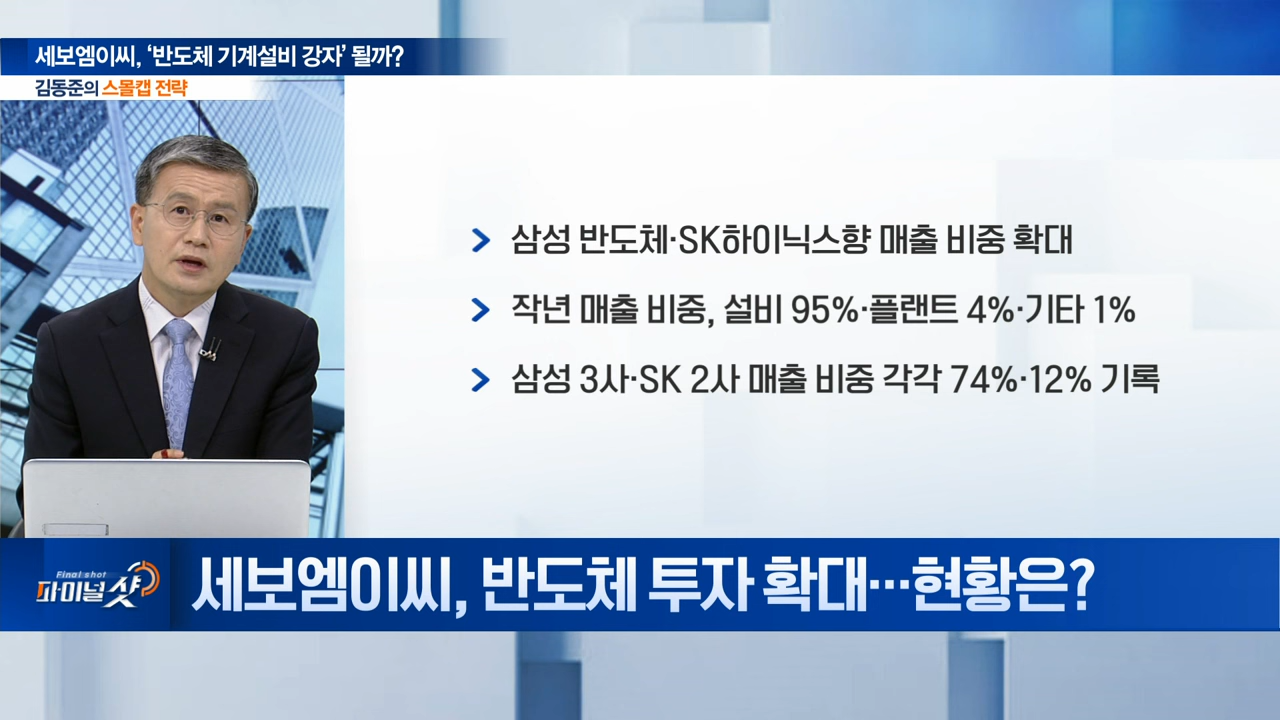 세보엠이씨, ‘반도체 기계설비 강자’ 될까?
김동준의 스몰캡 전략
삼성 반도체·SK하이닉스향 매출 비중 확대
작년 매출 비중, 설비 95%·플랜트 4%·기타 1%
삼성 3사·SK 2사 매출 비중 각각 74%·12% 기록
Final shot
파이널샷
세보엠이씨, 반도체 투자 확대…현황은?